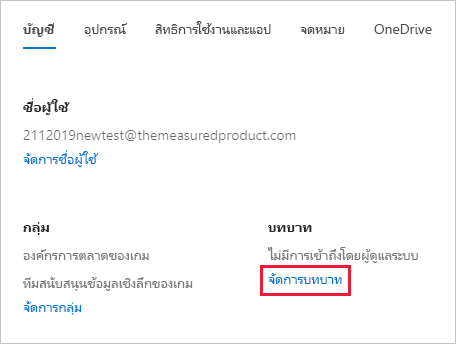 บัญชี อุปกรณ์ สิทธิการใช้งานและแอป จดหมาย OneDrive
ชื่อผู้ใช้
2112019newtest@themeasuredproduct.com
จัดการชื่อผู้ใช้
กลุ่ม
องค์กรการตลาดของเกม
ทีมสนับสนุนข้อมูลเชิงลึกของเกม
จัดการกลุ่ม
บทบาท
ไม่มีการเข้าถึงโดยผู้ดูแลระบบ
จัดการบทบาท